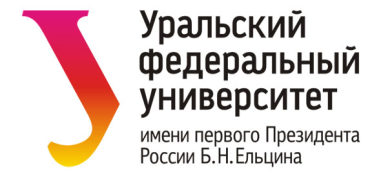 Уральский
федеральный
университет
имени первого Президента
России Б.Н.Ельцина